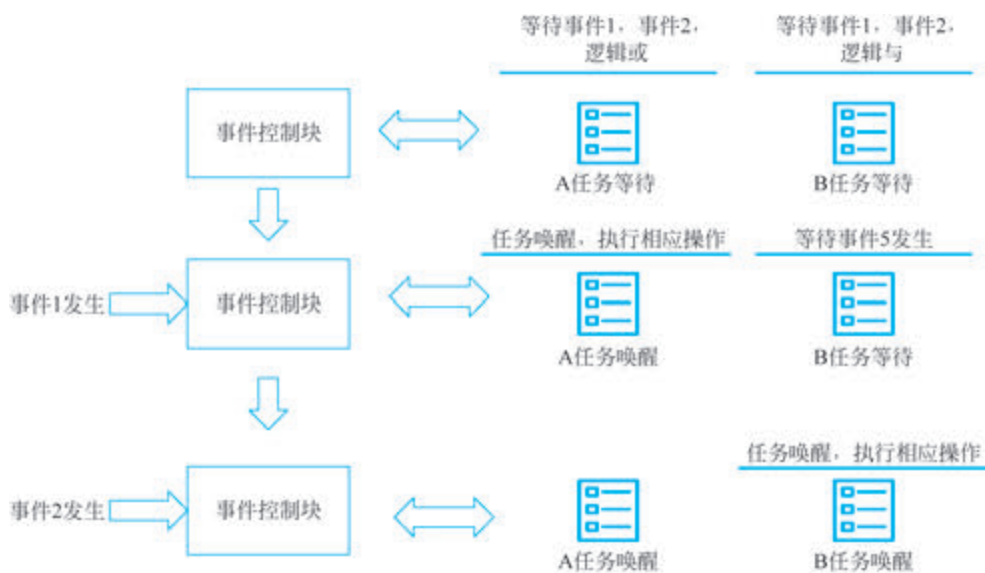 等待事件1，事件2，
逻辑或
等待事件1，事件2，
逻辑与
事件控制块
A任务等待
B任务等待
任务唤醒，执行相应操作
等待事件5发生
事件1发生
事件控制块
A任务唤醒
B任务等待
任务唤醒，执行相应操作
事件2发生
事件控制块
A任务唤醒
B任务唤醒